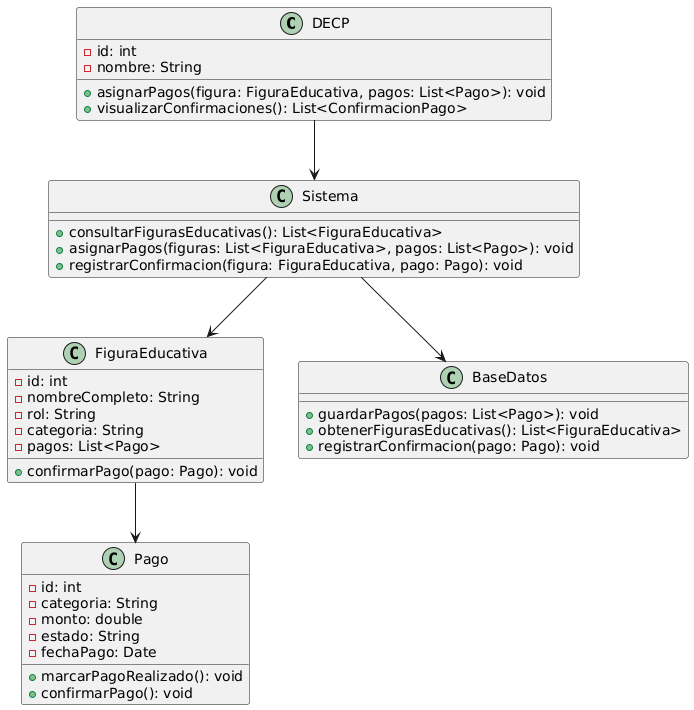 C DECP
id: int
nombre: String
asignarPagos(figura: FiguraEducativa, pagos: List<Pago>): void
visualizarConfirmaciones(): List<ConfirmacionPago>
C Sistema
consultarFigurasEducativas(): List<FiguraEducativa>
asignarPagos(figuras: List<FiguraEducativa>, pagos: List<Pago>): void
registrarConfirmacion(figura: FiguraEducativa, pago: Pago): void
C FiguraEducativa
id: int
nombreCompleto: String
rol: String
categoria: String
pagos: List<Pago>
confirmarPago(pago: Pago): void
C BaseDatos
guardarPagos(pagos: List<Pago>): void
obtenerFigurasEducativas(): List<FiguraEducativa>
registrarConfirmacion(pago: Pago): void
C Pago
id: int
categoria: String
monto: double
estado: String
fechaPago: Date
marcarPagoRealizado(): void
confirmarPago(): void